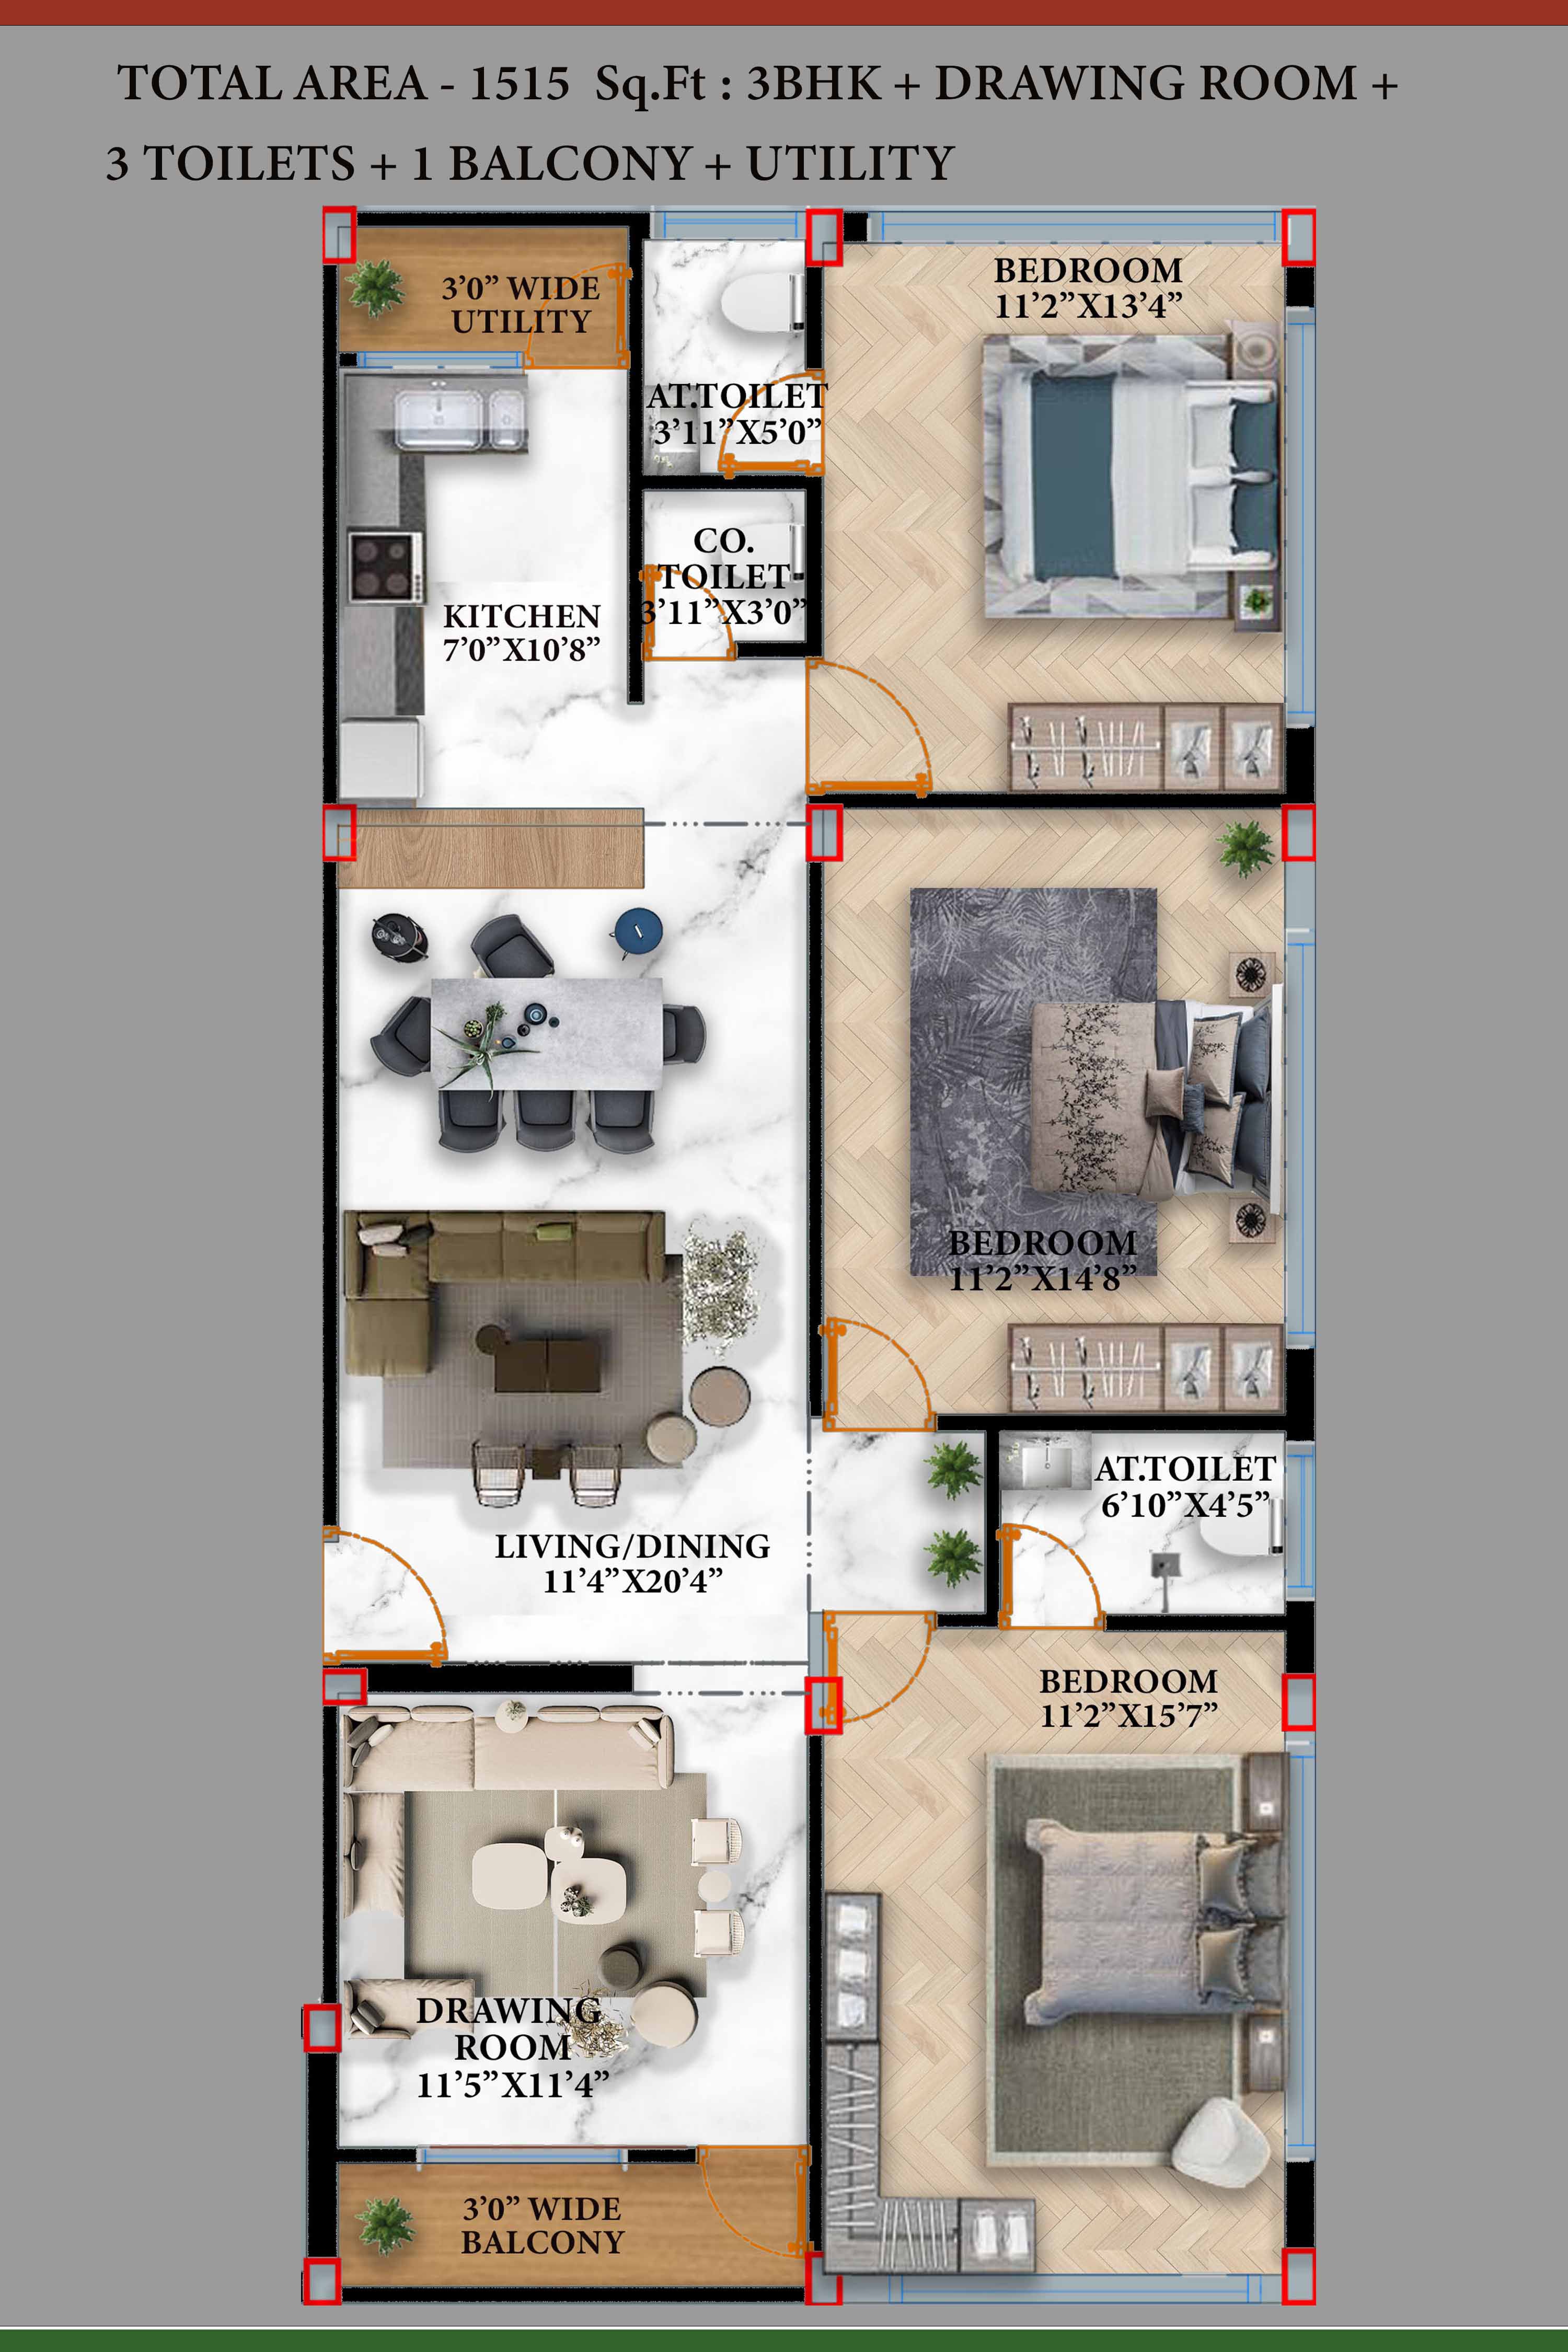 TOTAL AREA - 1515 Sq.Ft : 3BHK + DRAWING ROOM +
3 TOILETS + 1 BALCONY + UTILITY
3’0” WIDE
UTILITY
BEDROOM
11’2”X13’4”
AT.TOILET
3’11”X5’0”
CO.
TOILET
3’11”X3’0”
KITCHEN
7’0”X10’8”
BEDROOM
11’2”X14’8”
AT.TOILET
6’10”X4’5”
LIVING/DINING
11’4”X20’4”
BEDROOM
11’2”X15’7”
DRAWING
ROOM
11’5”X11’4”
3’0” WIDE
BALCONY